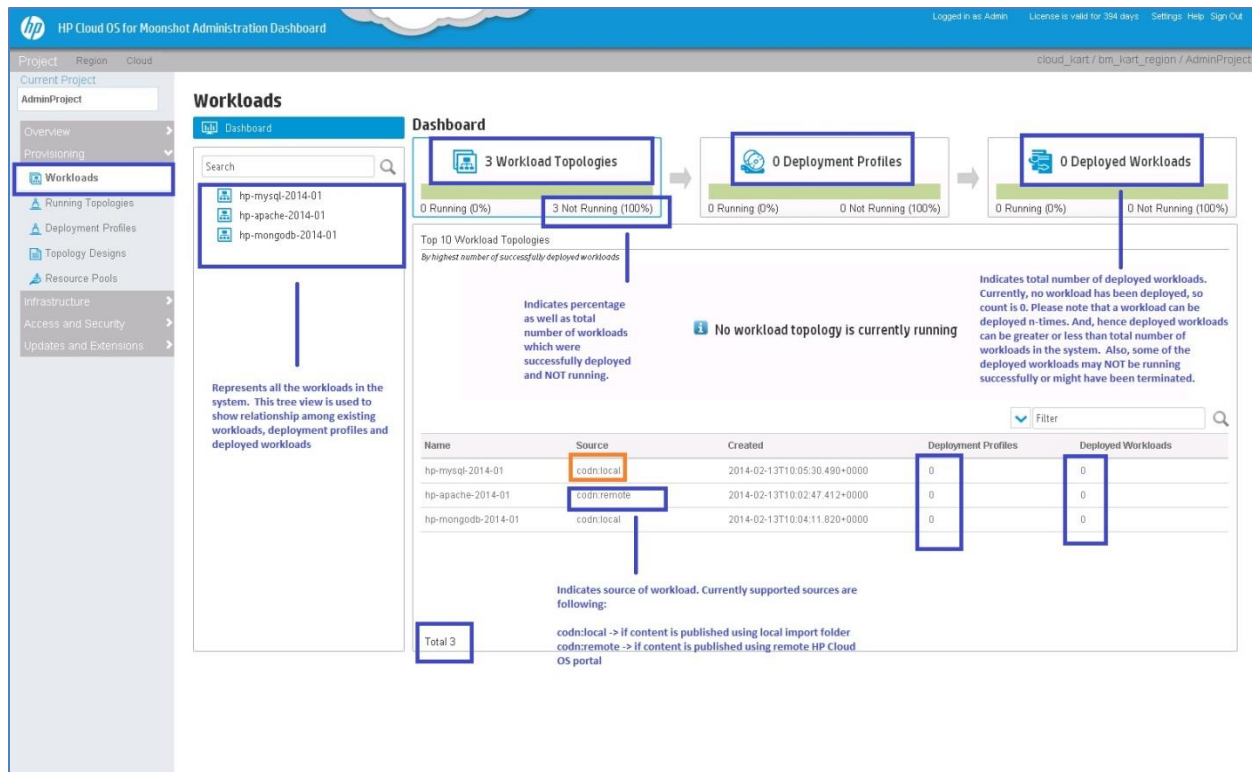 hp
HP Cloud OS for Moonshot Administration Dashboard
Logged in as Admin License is valid for 394 days Settings Help Sign Out
Project Region Cloud
cloud_kart / bm_kart_region / AdminProject
Current Project
AdminProject
Overview
Provisioning
Workloads
Running Topologies
Deployment Profiles
Topology Designs
Resource Pools
Infrastructure
Access and Security
Updates and Extensions
Workloads
Dashboard
Search
hp-mysql-2014-01
hp-apache-2014-01
hp-mongodb-2014-01
Represents all the workloads in the
system. This tree view is used to
show relationship among existing
workloads, deployment profiles and
deployed workloads
Dashboard
3 Workload Topologies
0 Running (0%) 3 Not Running (100%)
0 Deployment Profiles
0 Running (0%) 0 Not Running (100%)
0 Deployed Workloads
0 Running (0%) 0 Not Running (100%)
Top 10 Workload Topologies
By highest number of successfully deployed workloads
Indicates percentage
as well as total
number of workloads
which were
successfully deployed
and NOT running.
No workload topology is currently running
Indicates total number of deployed workloads.
Currently, no workload has been deployed, so
count is 0. Please note that a workload can be
deployed n-times. And, hence deployed workloads
can be greater or less than total number of
workloads in the system. Also, some of the
deployed workloads may NOT be running
successfully or might have been terminated.
Filter
Name Source Created Deployment Profiles Deployed Workloads
hp-mysql-2014-01 codn:local 2014-02-13T10:05:30.490+0000 0 0
hp-apache-2014-01 codn:remote 2014-02-13T10:02:47.412+0000 0 0
hp-mongodb-2014-01 codn:local 2014-02-13T10:04:11.820+0000 0 0
Indicates source of workload. Currently supported sources are
following:
codn:local -> if content is published using local import folder
codn:remote -> if content is published using remote HP Cloud
OS portal
Total 3